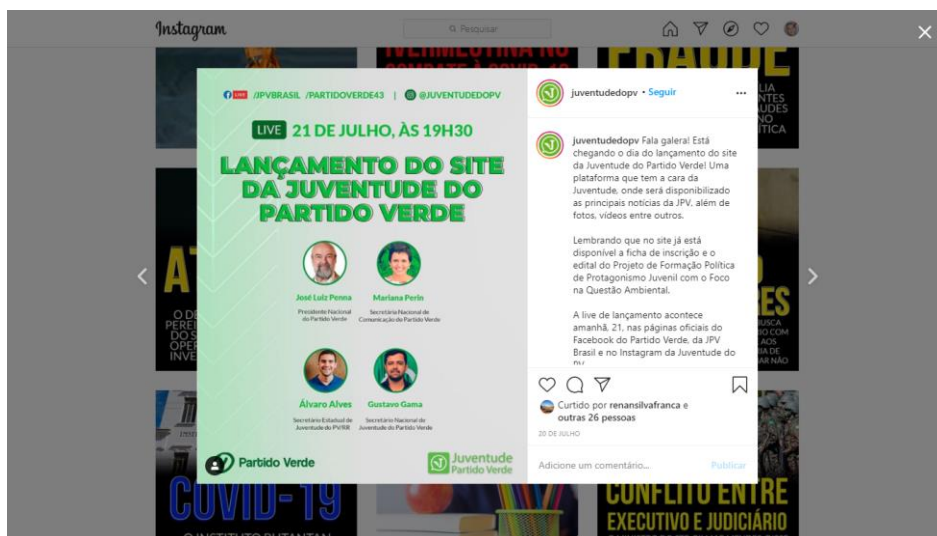 Instagram
Pesquisar
IVERMECTINA NO
COMBATE À COVID-19
FRAUDE
LIVE /JPVBRASIL /PARTIDOVERDE43 | @JUVENTUDEDOPV
LIVE 21 DE JULHO, ÀS 19H30
LANÇAMENTO DO SITE
DA JUVENTUDE DO
PARTIDO VERDE
José Luiz Penna
Presidente Nacional
do Partido Verde
Mariana Perin
Secretária Nacional de
Comunicação do Partido Verde
Álvaro Alves
Secretário Estadual de
Juventude do PV/RR
Gustavo Gama
Secretário Nacional de
Juventude do Partido Verde
Partido Verde
Juventude
Partido Verde
juventudedopv • Seguir
juventudedopv Fala galera! Está
chegando o dia do lançamento do site
da Juventude do Partido Verde! Uma
plataforma que tem a cara da
Juventude, onde será disponibilizado
as principais notícias da JPV, além de
fotos, vídeos entre outros.
Lembrando que no site já está
disponível a ficha de inscrição e o
edital do Projeto de Formação Política
de Protagonismo Juvenil com o Foco
na Questão Ambiental.
A live de lançamento acontece
amanhã, 21, nas páginas oficiais do
Facebook do Partido Verde, da JPV
Brasil e no Instagram da Juventude do
Curtido por renansilvafranca e
outras 26 pessoas
20 DE JULHO
Adicione um comentário...
Publicar
COVID-19
O INSTITUTO BUTANTAN
CONFLITO ENTRE
EXECUTIVO E JUDICIÁRIO